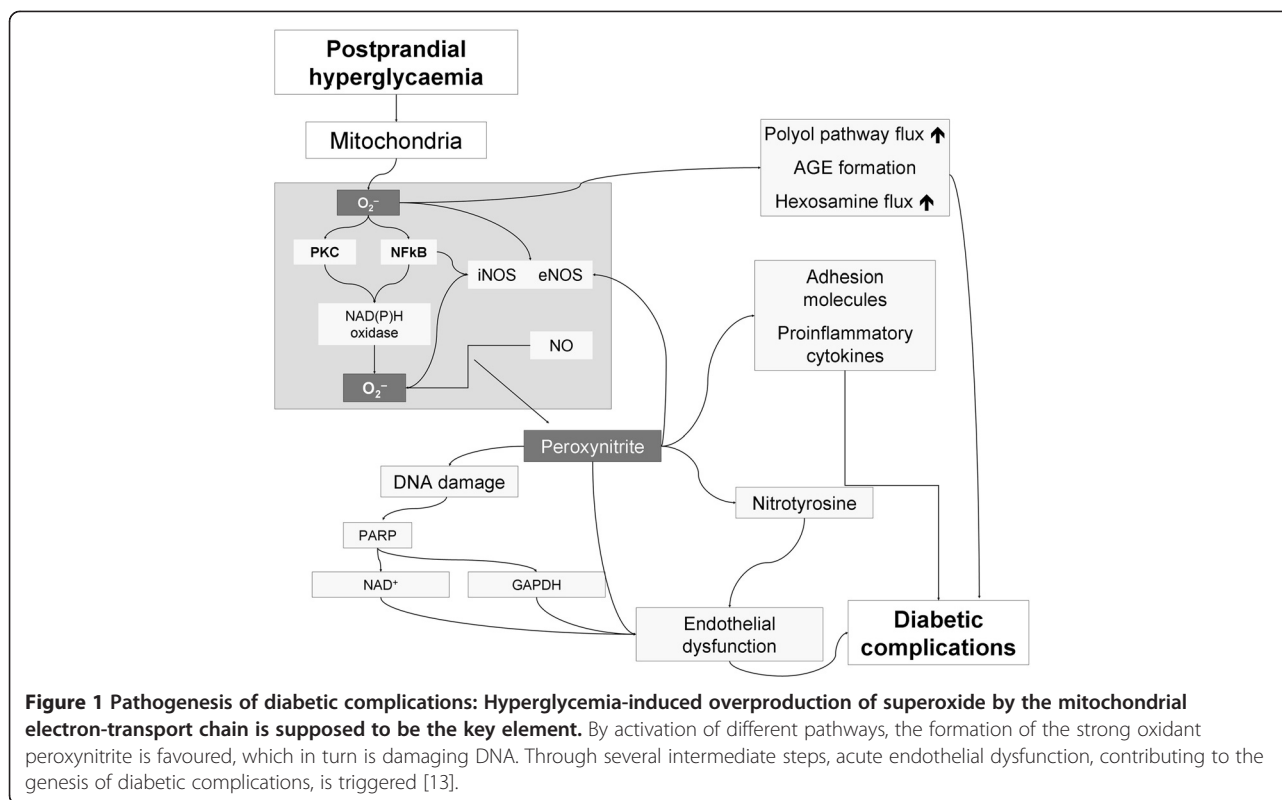 Postprandial
hyperglycaemia
Mitochondria
Polyol pathway flux 🡅
AGE formation
Hexosamine flux 🡅
O₂⁻
PKC
NFkB
iNOS eNOS
NAD(P)H
oxidase
NO
O₂⁻
Adhesion
molecules
Proinflammatory
cytokines
Peroxynitrite
DNA damage
Nitrotyrosine
PARP
NAD⁺
GAPDH
Endothelial
dysfunction
Diabetic
complications
Figure 1 Pathogenesis of diabetic complications: Hyperglycemia-induced overproduction of superoxide by the mitochondrial
electron-transport chain is supposed to be the key element. By activation of different pathways, the formation of the strong oxidant
peroxynitrite is favoured, which in turn is damaging DNA. Through several intermediate steps, acute endothelial dysfunction, contributing to the
genesis of diabetic complications, is triggered [13].